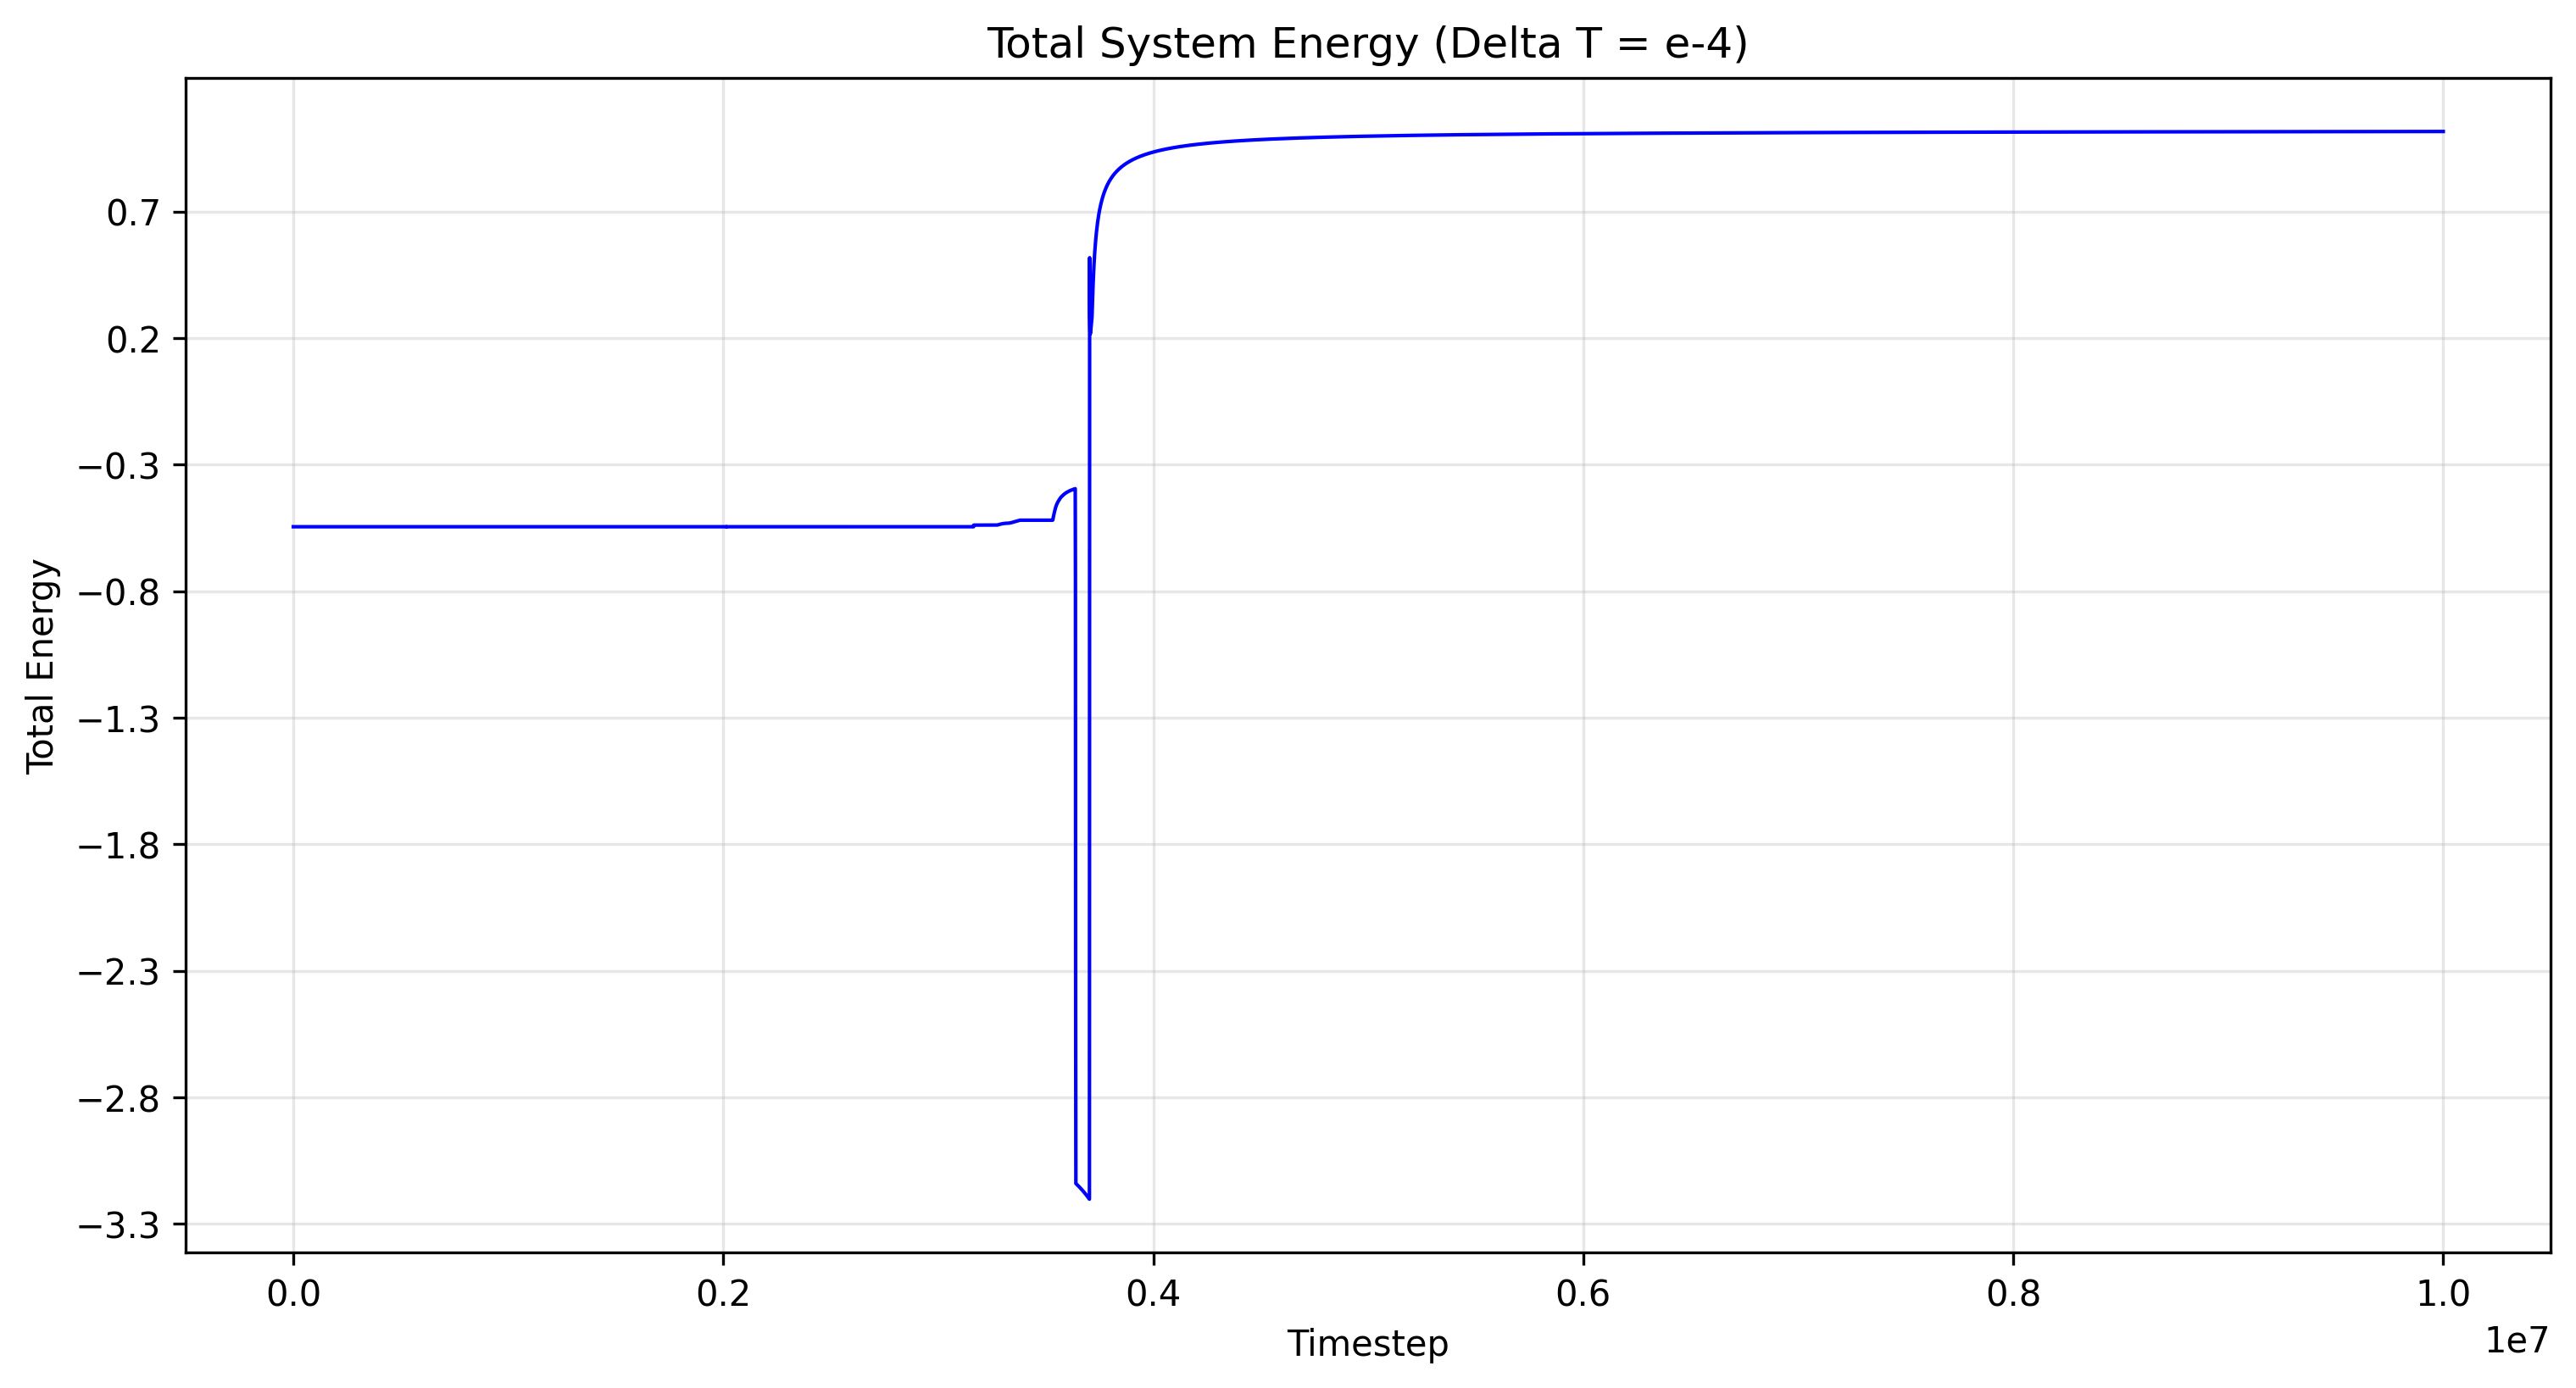 Total System Energy (Delta T = e-4)
Total Energy
0.7
0.2
−0.3
−0.8
−1.3
−1.8
−2.3
−2.8
−3.3
0.0 0.2 0.4 0.6 0.8 1.0
Timestep
1e7